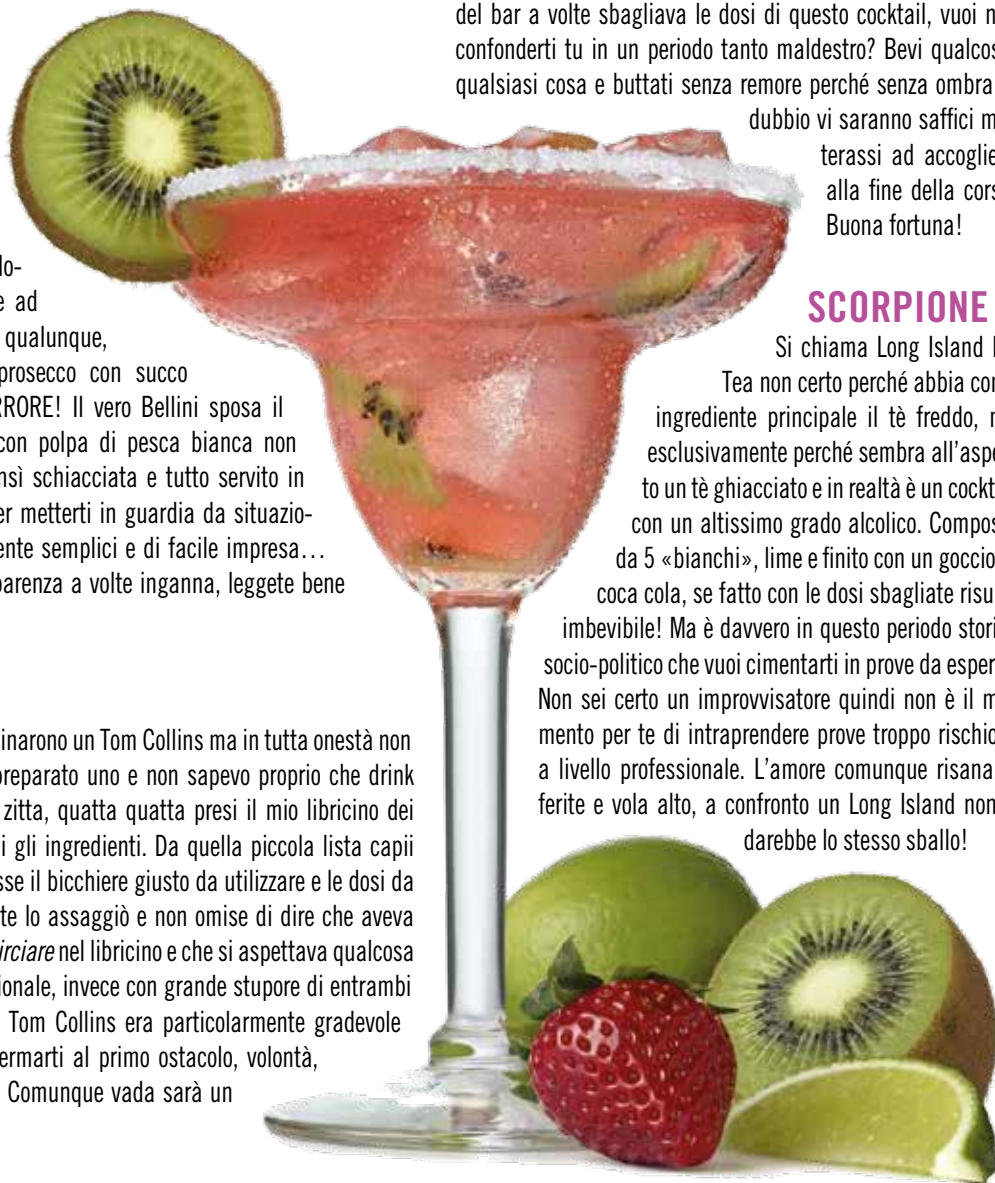 lo-
e ad
qualunque,
prosecco con succo
RRORE! Il vero Bellini sposa il
con polpa di pesca bianca non
nsì schiacciata e tutto servito in
er metterti in guardia da situazio-
ente semplici e di facile impresa…
parenza a volte inganna, leggete bene
inarono un Tom Collins ma in tutta onestà non
preparato uno e non sapevo proprio che drink
zitta, quatta quatta presi il mio libricino dei
i gli ingredienti. Da quella piccola lista capii
sse il bicchiere giusto da utilizzare e le dosi da
te lo assaggiò e non omise di dire che aveva
irciare nel libricino e che si aspettava qualcosa
ionale, invece con grande stupore di entrambi
Tom Collins era particolarmente gradevole
ermarti al primo ostacolo, volontà,
Comunque vada sarà un
del bar a volte sbagliava le dosi di questo cocktail, vuoi n
confonderti tu in un periodo tanto maldestro? Bevi qualcos
qualsiasi cosa e buttati senza remore perché senza ombra
dubbio vi saranno saffici m
terassi ad accoglie
alla fine della cors
Buona fortuna!
SCORPIONE
Si chiama Long Island I
Tea non certo perché abbia con
ingrediente principale il tè freddo, m
esclusivamente perché sembra all'aspe
to un tè ghiacciato e in realtà è un cockt
con un altissimo grado alcolico. Compos
da 5 «bianchi», lime e finito con un goccio
coca cola, se fatto con le dosi sbagliate risu
imbevibile! Ma è davvero in questo periodo stori
socio-politico che vuoi cimentarti in prove da esper
Non sei certo un improvvisatore quindi non è il m
mento per te di intraprendere prove troppo rischio
a livello professionale. L'amore comunque risana
ferite e vola alto, a confronto un Long Island non
darebbe lo stesso sballo!